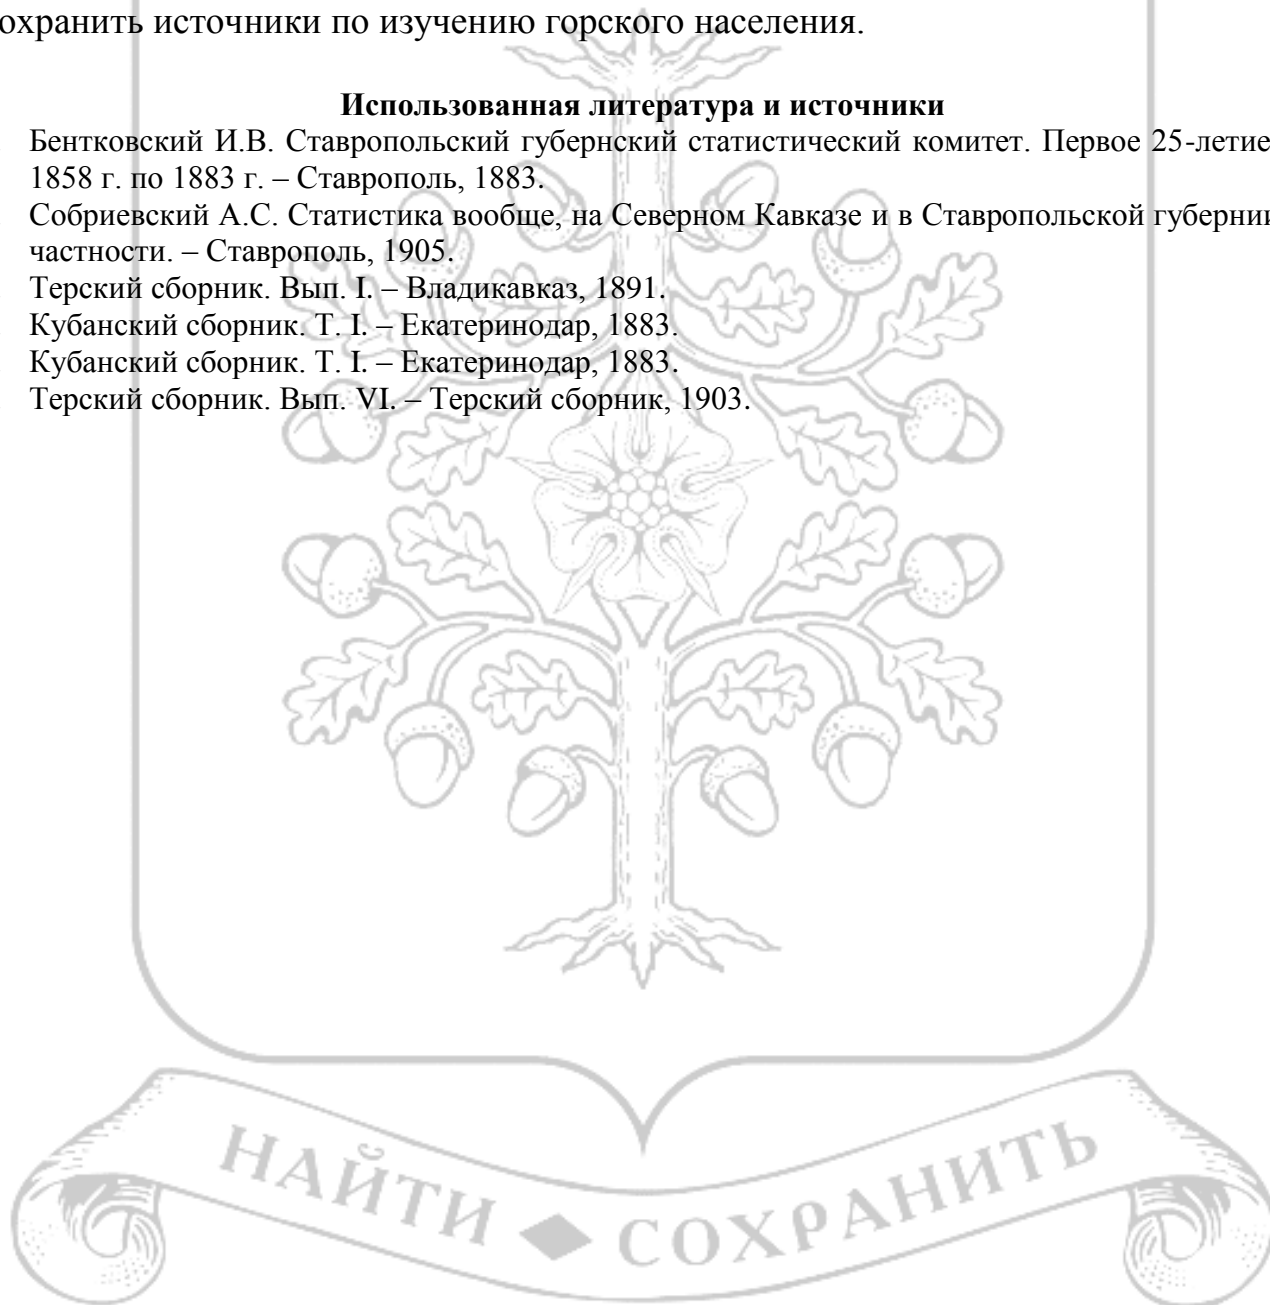 охранить источники по изучению горского населения.
Использованная литература и источники
Бентковский И.В. Ставропольский губернский статистический комитет. Первое 25-летие
1858 г. по 1883 г. – Ставрополь, 1883.
Собриевский А.С. Статистика вообще, на Северном Кавказе и в Ставропольской губернии
частности. – Ставрополь, 1905.
Терский сборник. Вып. I. – Владикавказ, 1891.
Кубанский сборник. Т. I. – Екатеринодар, 1883.
Кубанский сборник. Т. I. – Екатеринодар, 1883.
Терский сборник. Вып. VI. – Терский сборник, 1903.
НАЙТИ ◆ СОХРАНИТЬ